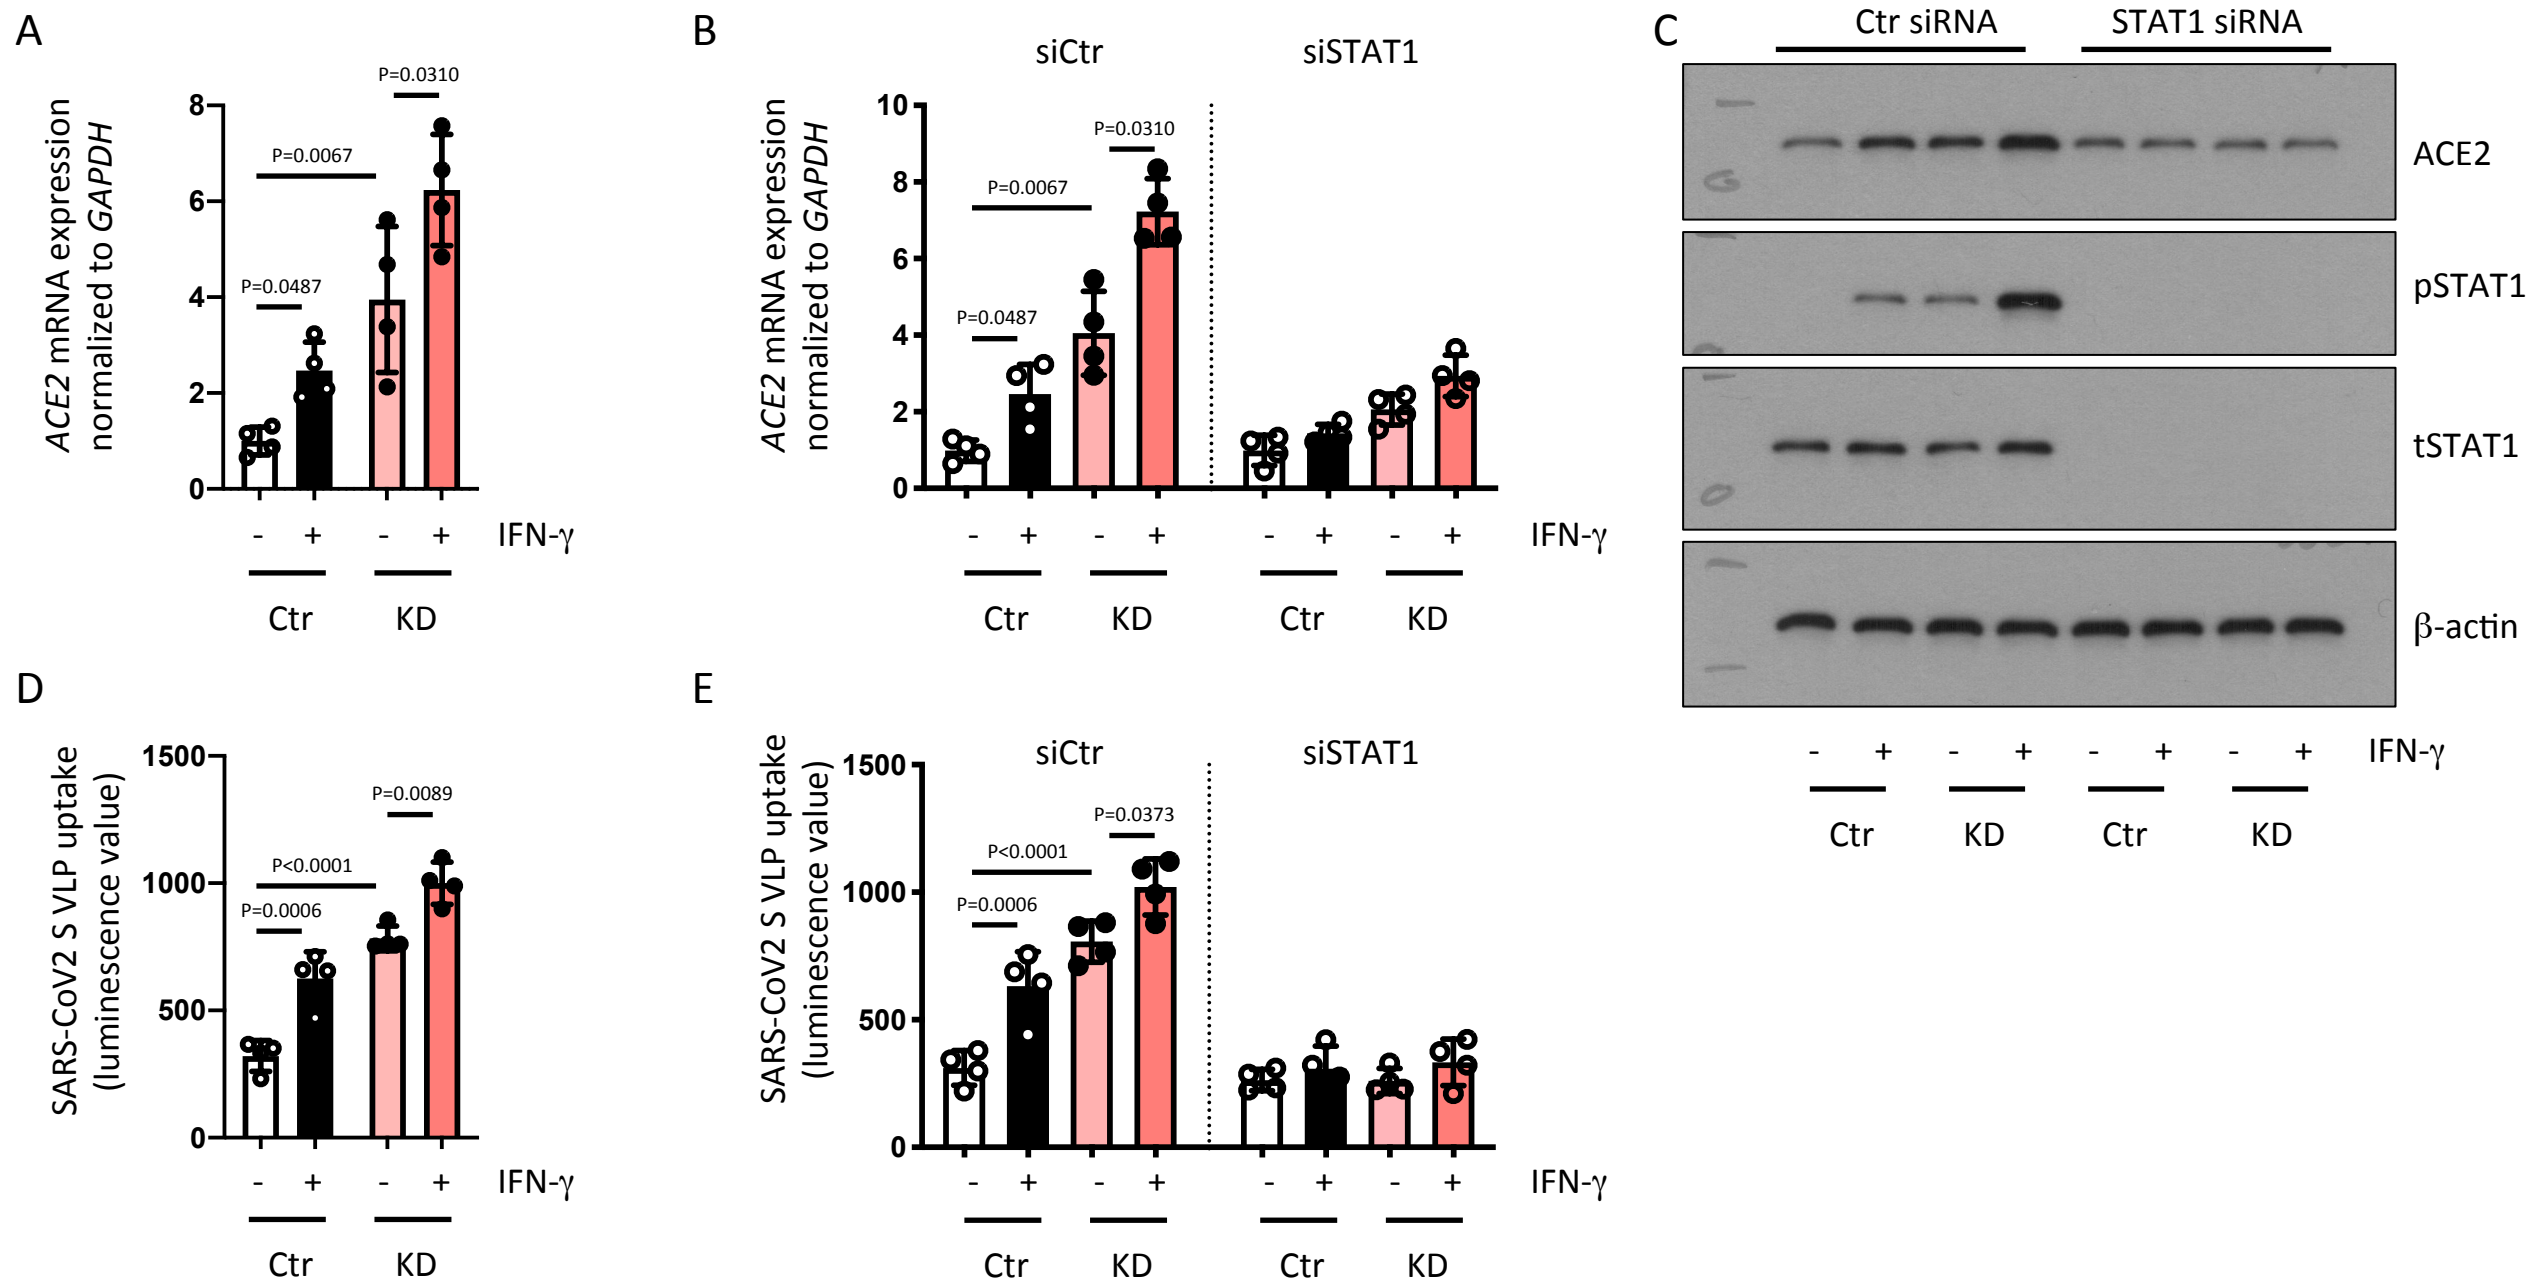 A
ACE2 mRNA expression
normalized to GAPDH
8
6
4
2
0
P=0.0310
P=0.0067
P=0.0487
- + - + IFN-γ
Ctr KD
B
siCtr siSTAT1
ACE2 mRNA expression
normalized to GAPDH
10
8
6
4
2
0
P=0.0310
P=0.0067
P=0.0487
- + - + - + - + IFN-γ
Ctr KD Ctr KD
C
Ctr siRNA STAT1 siRNA
ACE2
pSTAT1
tSTAT1
β-actin
- + - + - + - + IFN-γ
Ctr KD Ctr KD
D
SARS-CoV2 S VLP uptake
(luminescence value)
1500
1000
500
0
P=0.0089
P<0.0001
P=0.0006
- + - + IFN-γ
Ctr KD
E
siCtr siSTAT1
SARS-CoV2 S VLP uptake
(luminescence value)
1500
1000
500
0
P=0.0373
P<0.0001
P=0.0006
- + - + - + - + IFN-γ
Ctr KD Ctr KD